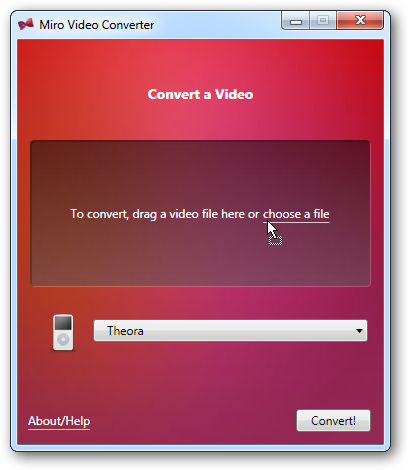 Miro Video Converter
Convert a Video
To convert, drag a video file here or choose a file
Theora
About/Help
Convert!